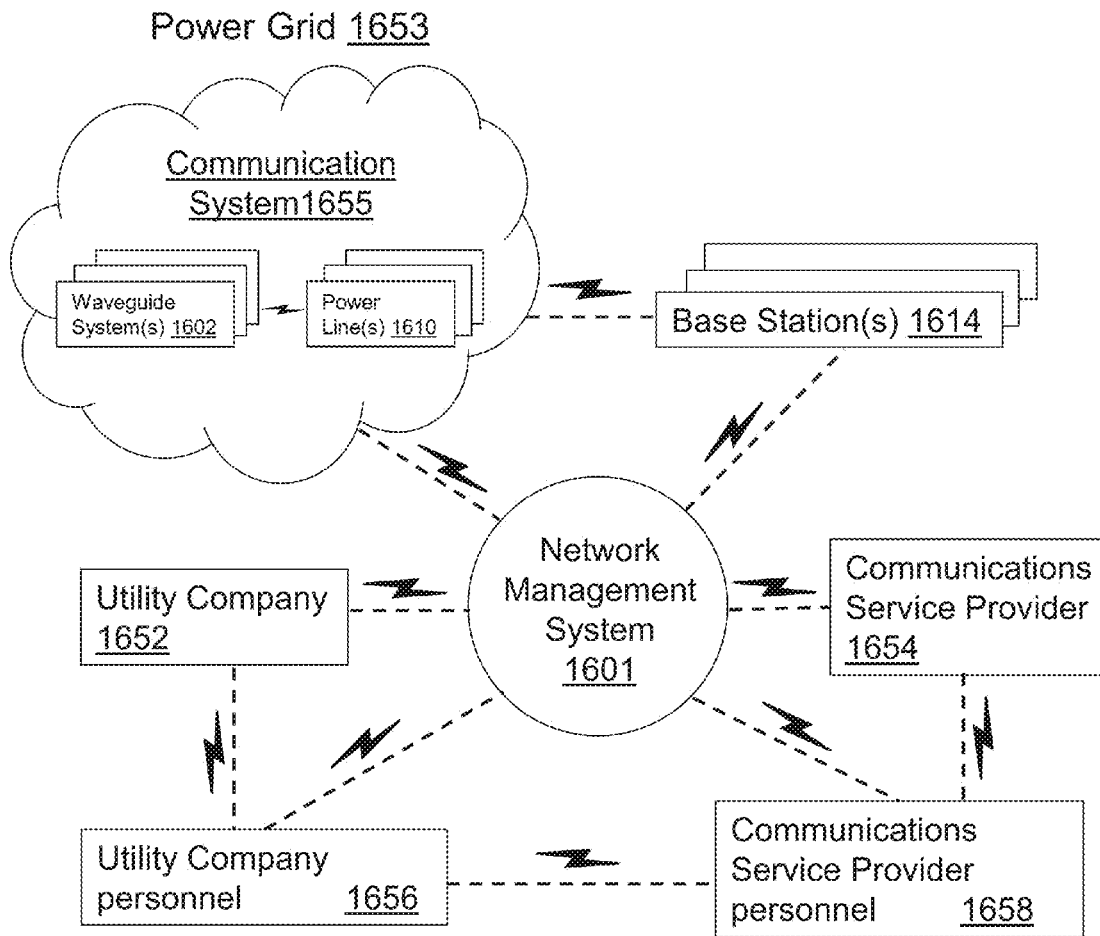 Power Grid 1653
Communication
System1655
Waveguide
System(s) 1602
Power
Line(s) 1610
Base Station(s) 1614
Network
Management
System
1601
Utility Company
1652
Communications
Service Provider
1654
Utility Company
personnel 1656
Communications
Service Provider
personnel 1658